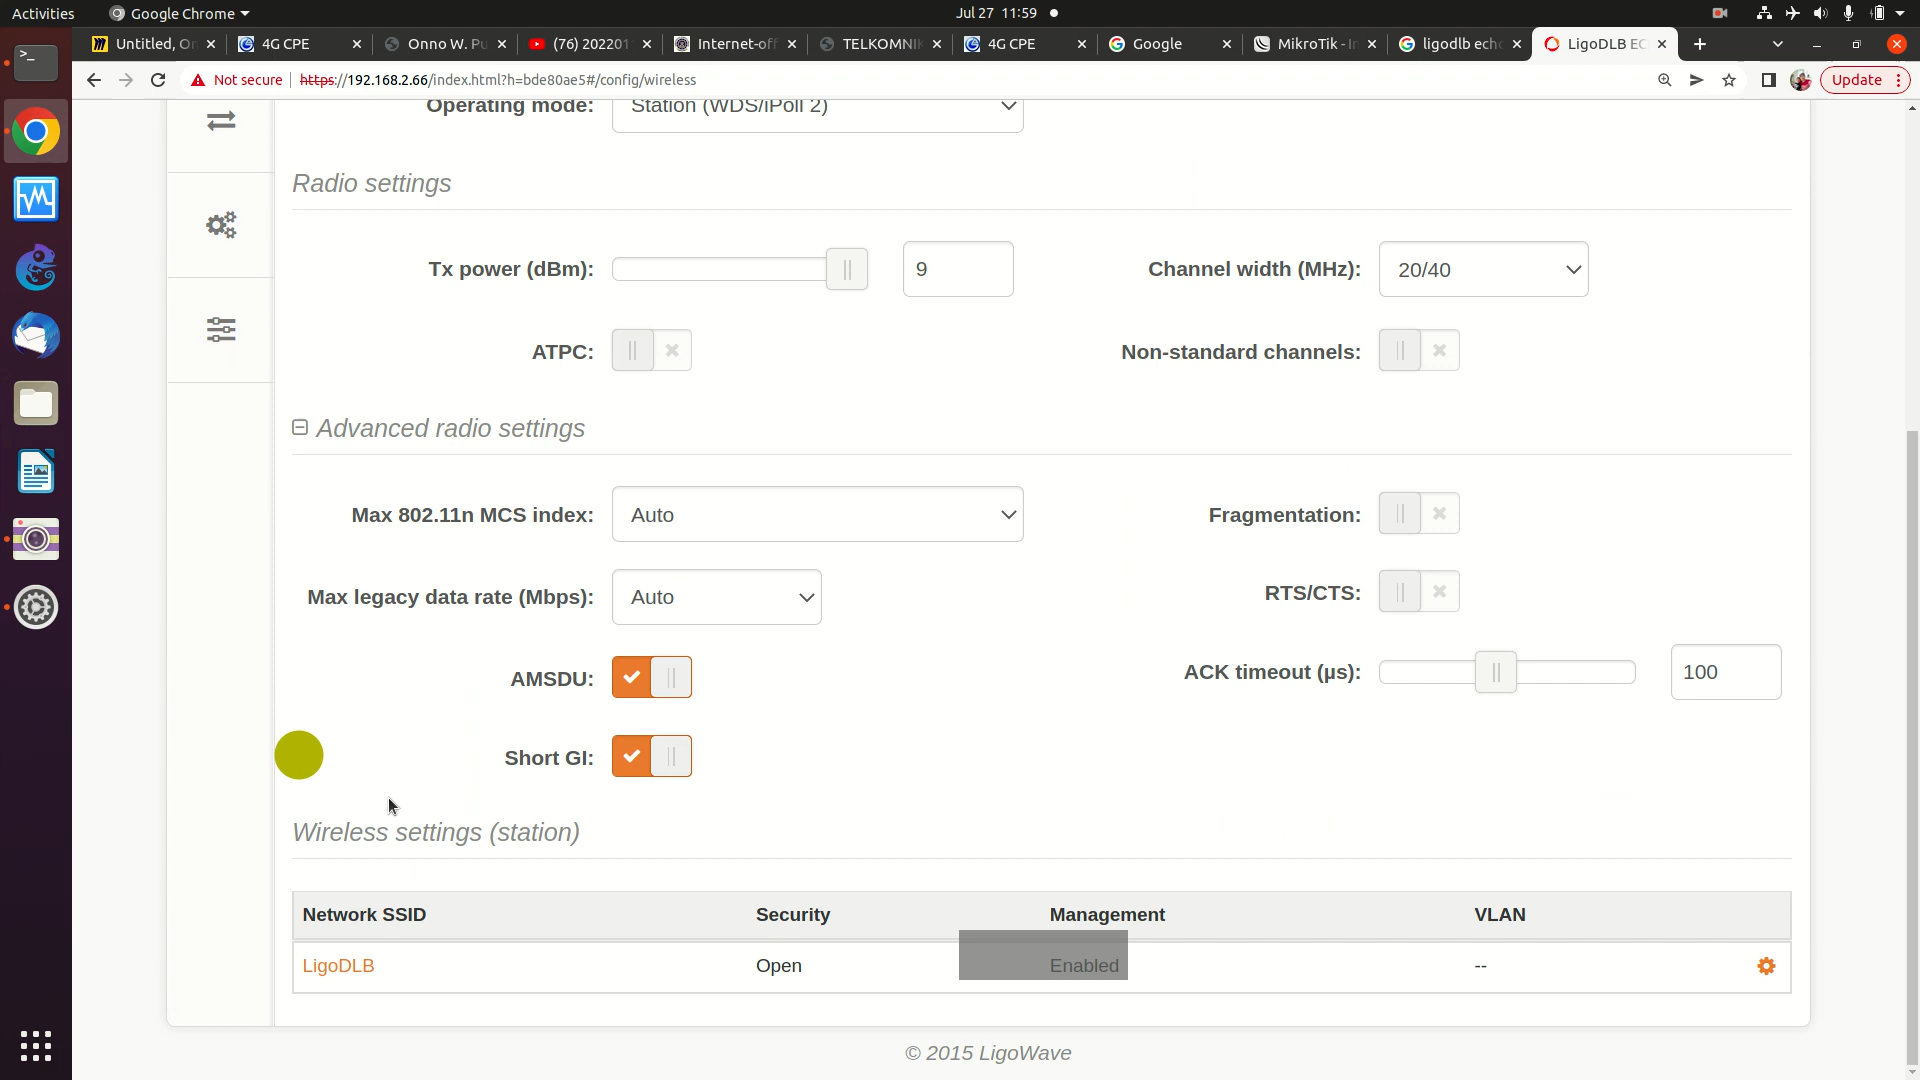 Activities
Google Chrome
Jul 27 11:59
Untitled, On
4G CPE
Onno W. Pu
(76) 202201
Internet-off
TELKOMNIK
4G CPE
Google
MikroTik - In
ligodlb echo
LigoDLB EC
Not secure
https://192.168.2.66/index.html?h=bde80ae5#/config/wireless
Update
Operating mode: Station (WDS/iPoll 2)
Radio settings
Tx power (dBm): 9
Channel width (MHz): 20/40
ATPC:
Non-standard channels:
Advanced radio settings
Max 802.11n MCS index: Auto
Fragmentation:
Max legacy data rate (Mbps): Auto
RTS/CTS:
AMSDU:
ACK timeout (µs): 100
Short GI:
Wireless settings (station)
Network SSID Security Management VLAN
LigoDLB Open Enabled --
© 2015 LigoWave